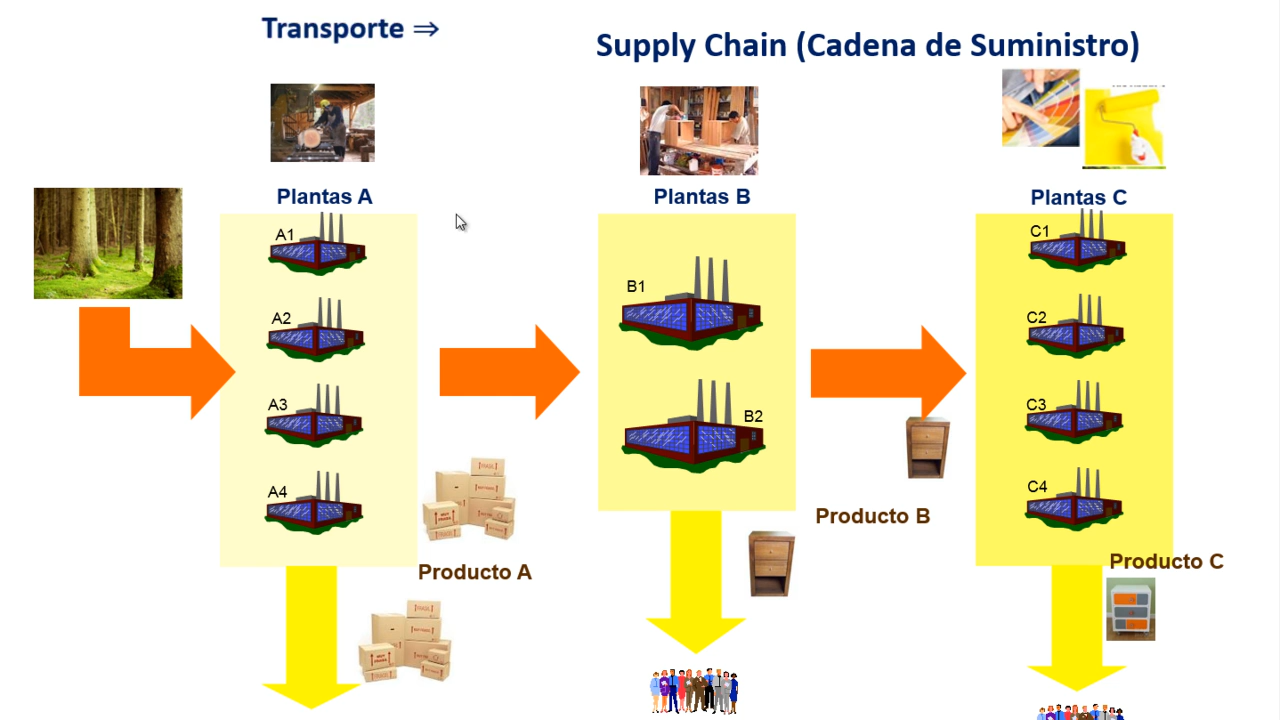 Transporte ⇒
Supply Chain (Cadena de Suministro)
Plantas A
Plantas B
Plantas C
A1
A2
A3
A4
B1
B2
C1
C2
C3
C4
Producto A
Producto B
Producto C